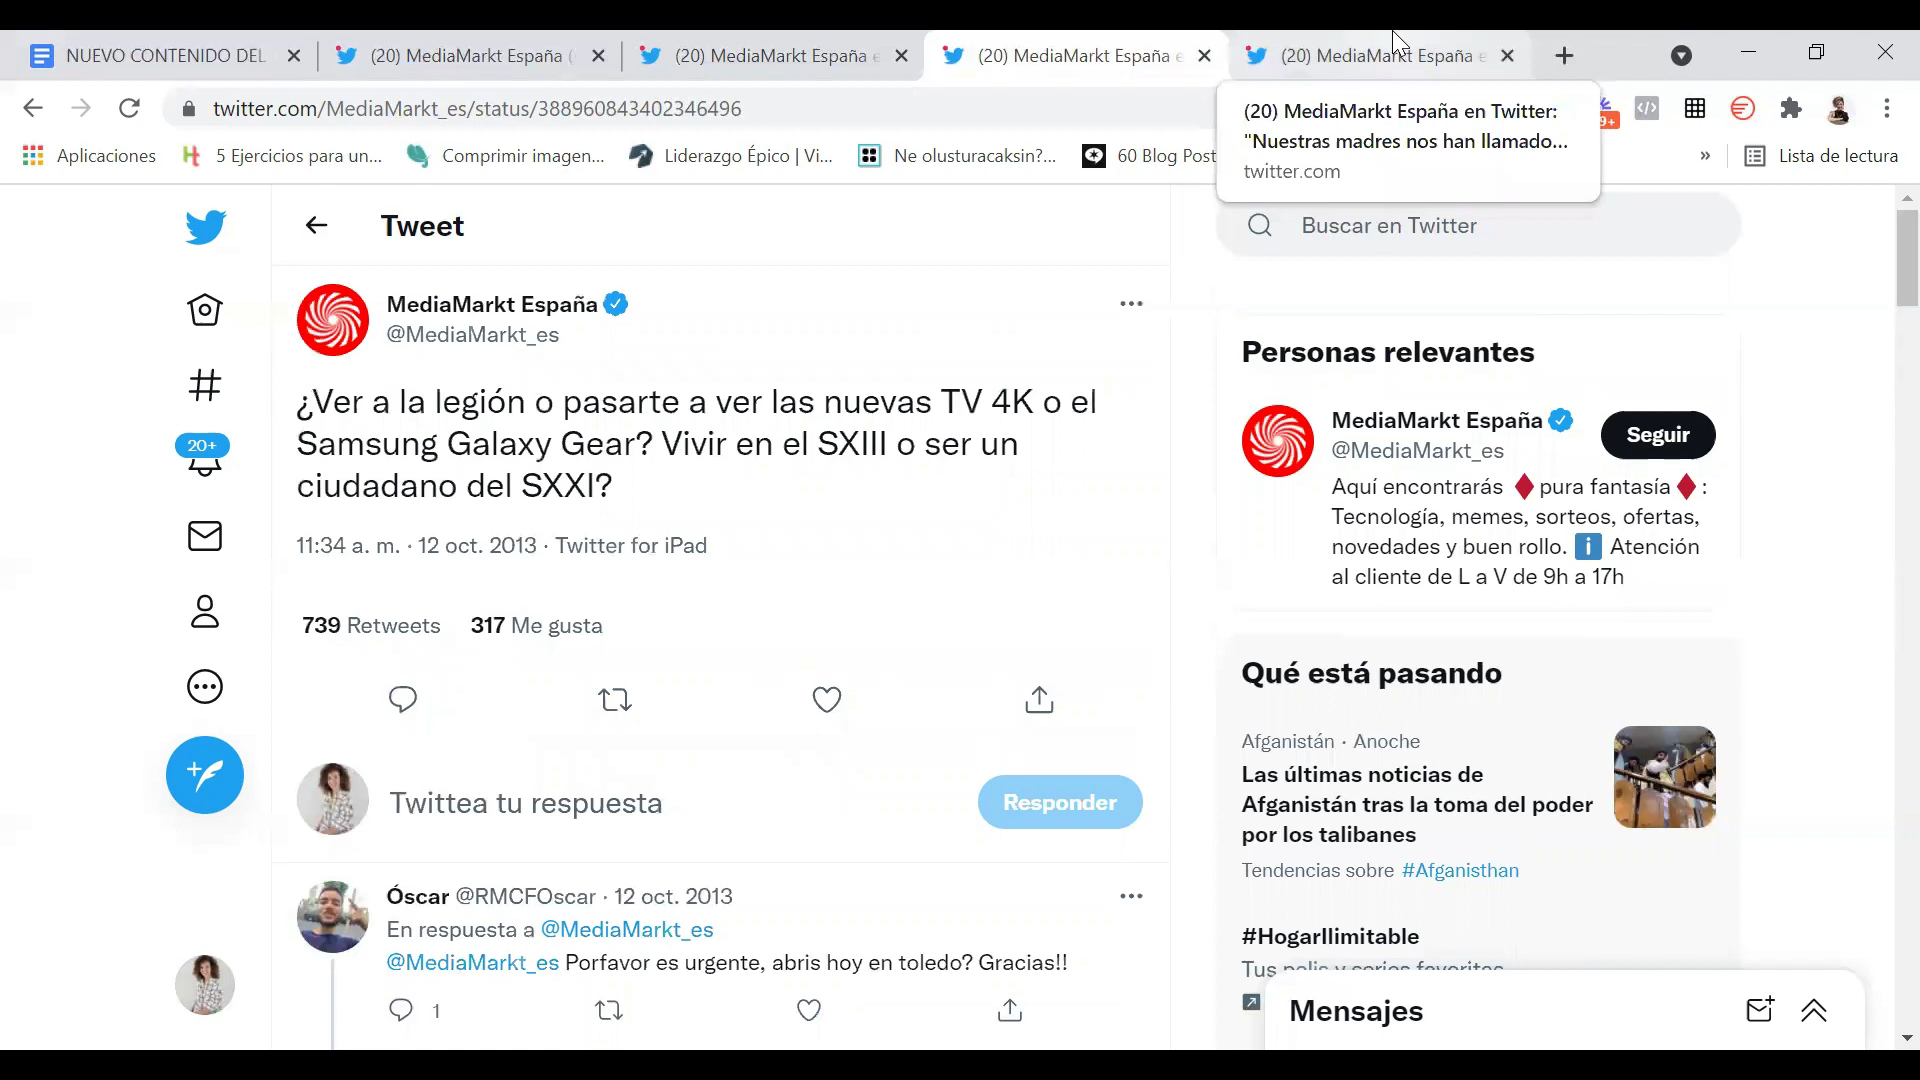 NUEVO CONTENIDO DEL
(20) MediaMarkt España
(20) MediaMarkt España e
(20) MediaMarkt España e
(20) MediaMarkt España e
twitter.com/MediaMarkt_es/status/388960843402346496
9+
(20) MediaMarkt España en Twitter:
"Nuestras madres nos han llamado...
twitter.com
Aplicaciones
5 Ejercicios para un...
Comprimir imagen...
Liderazgo Épico | Vi...
Ne olusturacaksin?...
60 Blog Post
»
Lista de lectura
Tweet
Buscar en Twitter
MediaMarkt España
@MediaMarkt_es
¿Ver a la legión o pasarte a ver las nuevas TV 4K o el
Samsung Galaxy Gear? Vivir en el SXIII o ser un
ciudadano del SXXI?
11:34 a. m. · 12 oct. 2013 · Twitter for iPad
739 Retweets 317 Me gusta
20+
Twittea tu respuesta
Responder
Óscar @RMCFOscar · 12 oct. 2013
En respuesta a @MediaMarkt_es
@MediaMarkt_es Porfavor es urgente, abris hoy en toledo? Gracias!!
1
Personas relevantes
MediaMarkt España
@MediaMarkt_es
Seguir
Aquí encontrarás ♦️pura fantasía♦️:
Tecnología, memes, sorteos, ofertas,
novedades y buen rollo. ℹ️ Atención
al cliente de L a V de 9h a 17h
Qué está pasando
Afganistán · Anoche
Las últimas noticias de
Afganistán tras la toma del poder
por los talibanes
Tendencias sobre #Afganisthan
#HogarIlimitable
Tus pelis y series favoritas
Mensajes